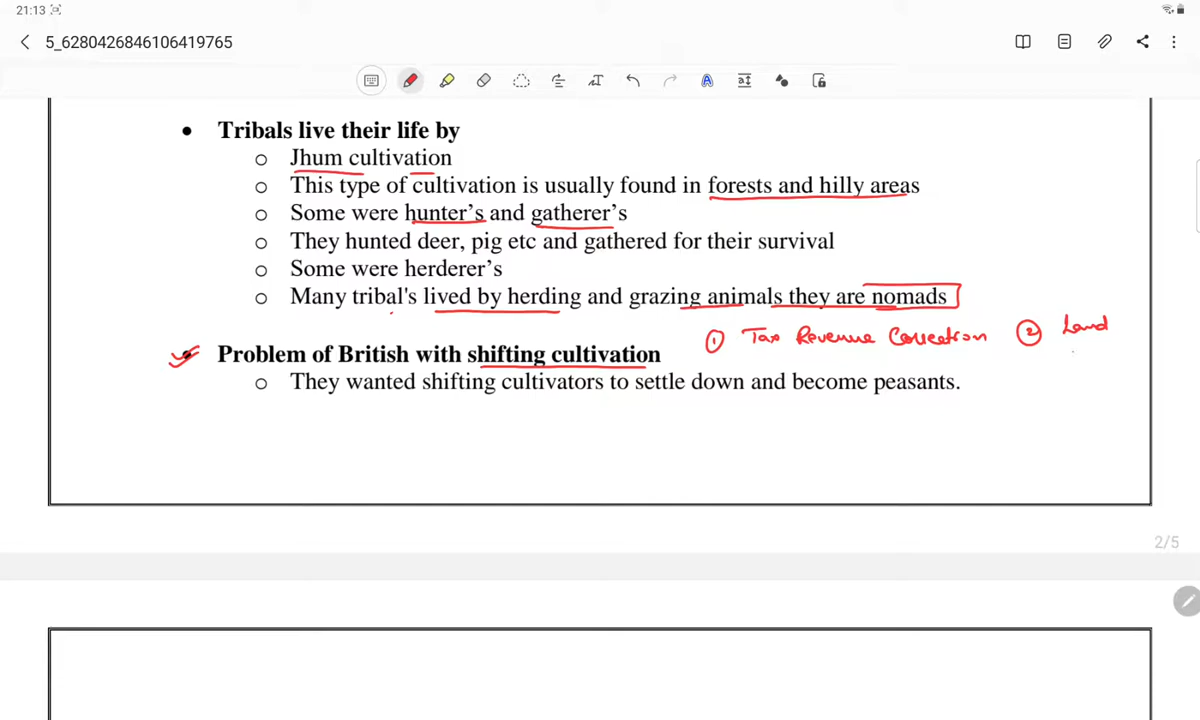 21:13
5_6280426846106419765
• Tribals live their life by
o Jhum cultivation
o This type of cultivation is usually found in forests and hilly areas
o Some were hunter's and gatherer's
o They hunted deer, pig etc and gathered for their survival
o Some were herderer's
o Many tribal's lived by herding and grazing animals they are nomads
① Tax Revenue Collection ② Land
• Problem of British with shifting cultivation
o They wanted shifting cultivators to settle down and become peasants.
2/5